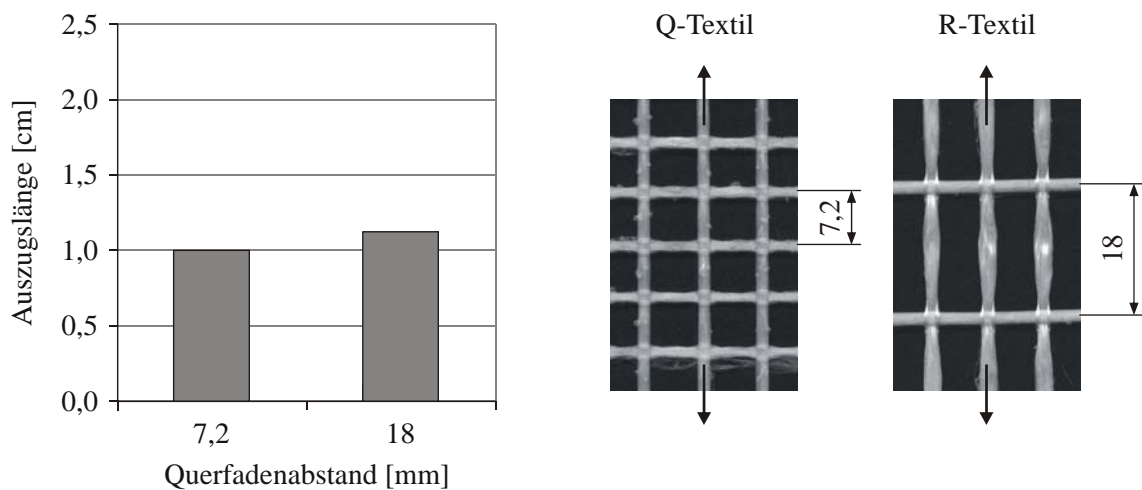 2,5
2,0
1,5
1,0
0,5
0,0
Auszugslänge [cm]
7,2
18
Querfadenabstand [mm]
Q-Textil
R-Textil
7,2
18